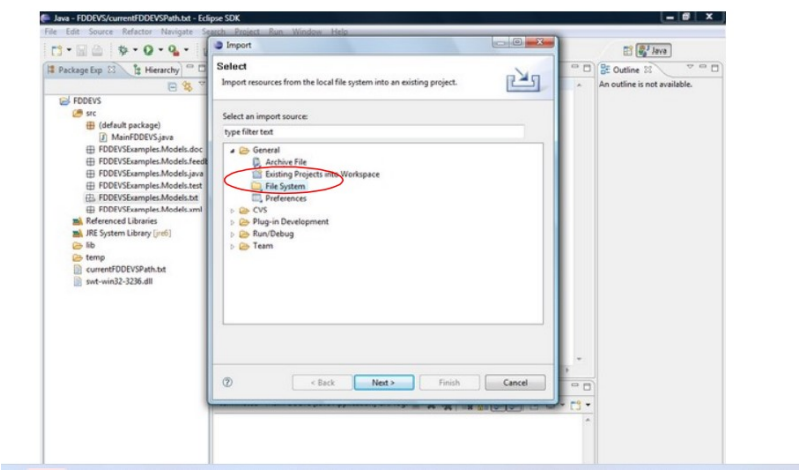 Java - FDDEVS/currentFDDEVSPath.txt - Eclipse SDK
File Edit Source Refactor Navigate Search Project Run Window Help
Import
Java
Package Exp Hierarchy
Select
Import resources from the local file system into an existing project.
Outline
An outline is not available.
FDDEVS
src
(default package)
MainFDDEVS.java
FDDEVSExamples.Models.doc
FDDEVSExamples.Models.java
FDDEVSExamples.Models.test
FDDEVSExamples.Models.txt
FDDEVSExamples.Models.xml
Referenced Libraries
JRE System Library [jre6]
lib
temp
currentFDDEVSPath.txt
swt-win32-3236.dll
Select an import source:
type filter text
General
Archive File
Existing Projects into Workspace
File System
Preferences
CVS
Plug-in Development
Run/Debug
Team
< Back Next > Finish Cancel